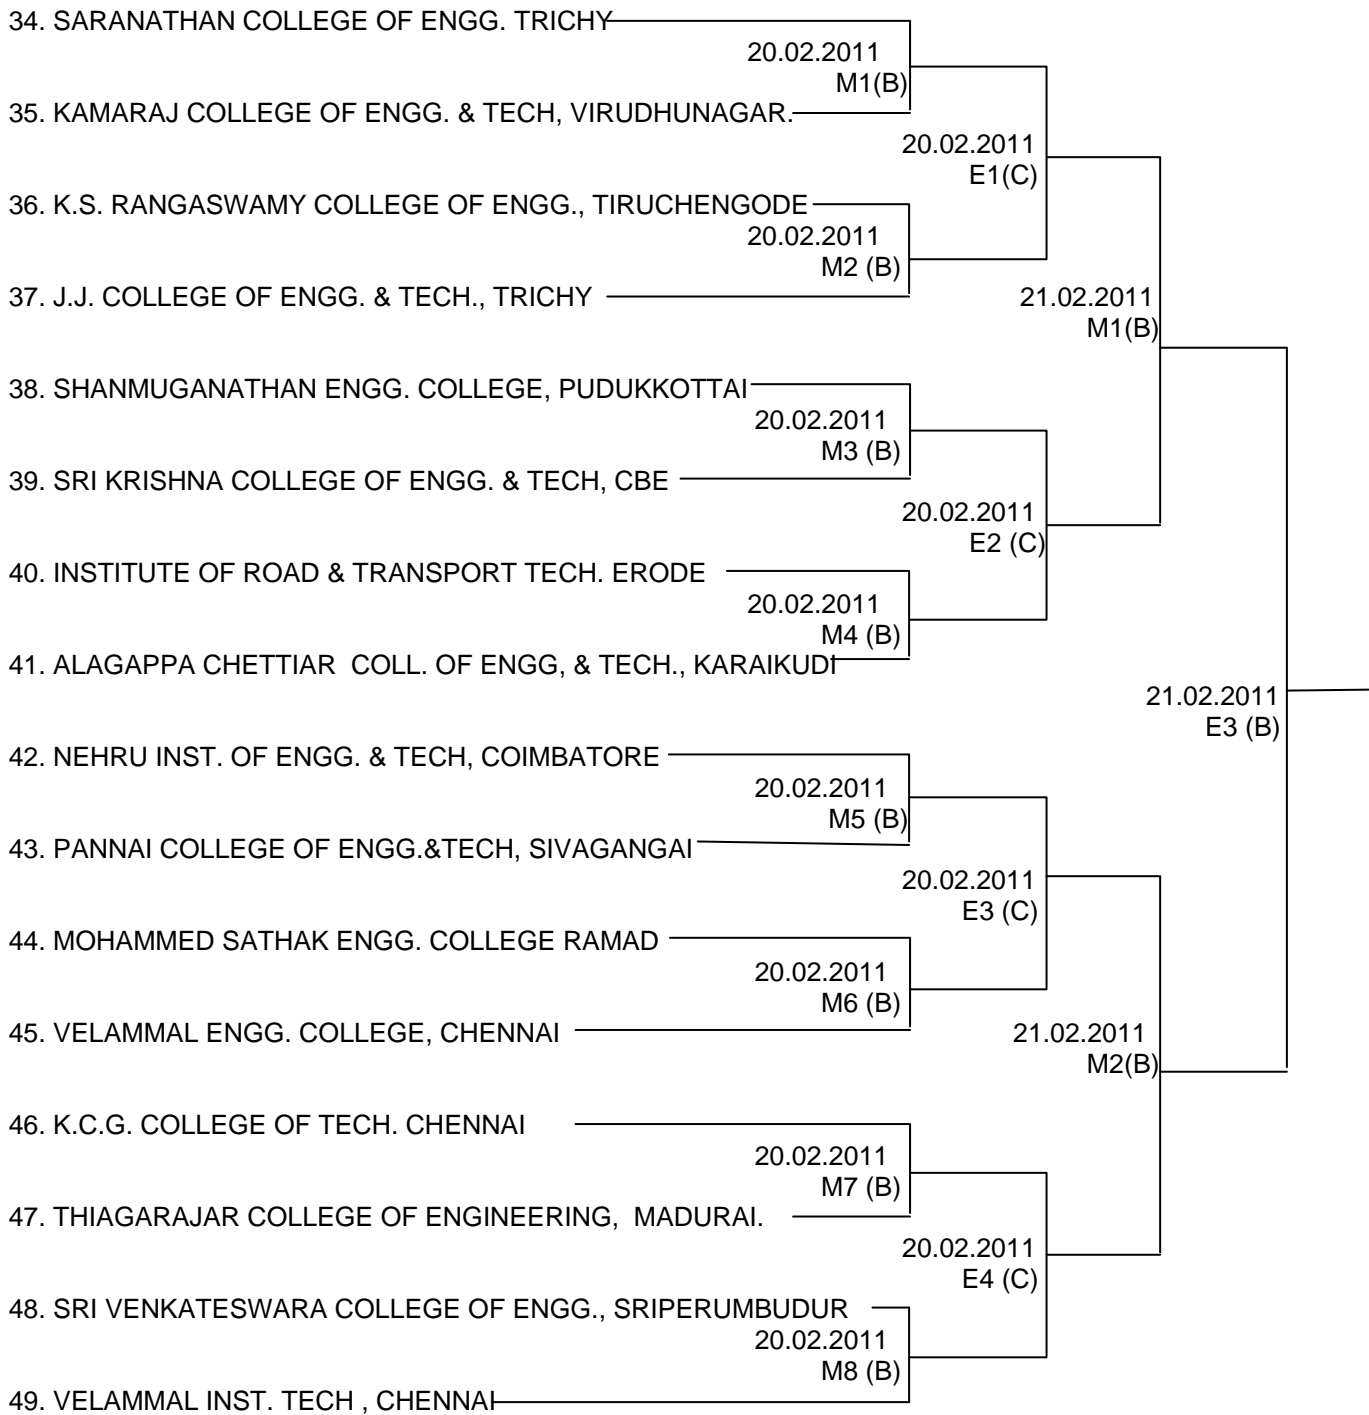 34. SARANATHAN COLLEGE OF ENGG. TRICHY
20.02.2011
M1(B)
35. KAMARAJ COLLEGE OF ENGG. & TECH, VIRUDHUNAGAR.
20.02.2011
E1(C)
36. K.S. RANGASWAMY COLLEGE OF ENGG., TIRUCHENGODE
20.02.2011
M2 (B)
37. J.J. COLLEGE OF ENGG. & TECH., TRICHY
21.02.2011
M1(B)
38. SHANMUGANATHAN ENGG. COLLEGE, PUDUKKOTTAI
20.02.2011
M3 (B)
39. SRI KRISHNA COLLEGE OF ENGG. & TECH, CBE
20.02.2011
E2 (C)
40. INSTITUTE OF ROAD & TRANSPORT TECH. ERODE
20.02.2011
M4 (B)
41. ALAGAPPA CHETTIAR  COLL. OF ENGG, & TECH., KARAIKUDI
21.02.2011
E3 (B)
42. NEHRU INST. OF ENGG. & TECH, COIMBATORE
20.02.2011
M5 (B)
43. PANNAI COLLEGE OF ENGG.&TECH, SIVAGANGAI
20.02.2011
E3 (C)
44. MOHAMMED SATHAK ENGG. COLLEGE RAMAD
20.02.2011
M6 (B)
45. VELAMMAL ENGG. COLLEGE, CHENNAI
21.02.2011
M2(B)
46. K.C.G. COLLEGE OF TECH. CHENNAI
20.02.2011
M7 (B)
47. THIAGARAJAR COLLEGE OF ENGINEERING,  MADURAI.
20.02.2011
E4 (C)
48. SRI VENKATESWARA COLLEGE OF ENGG., SRIPERUMBUDUR
20.02.2011
M8 (B)
49. VELAMMAL INST. TECH , CHENNAI